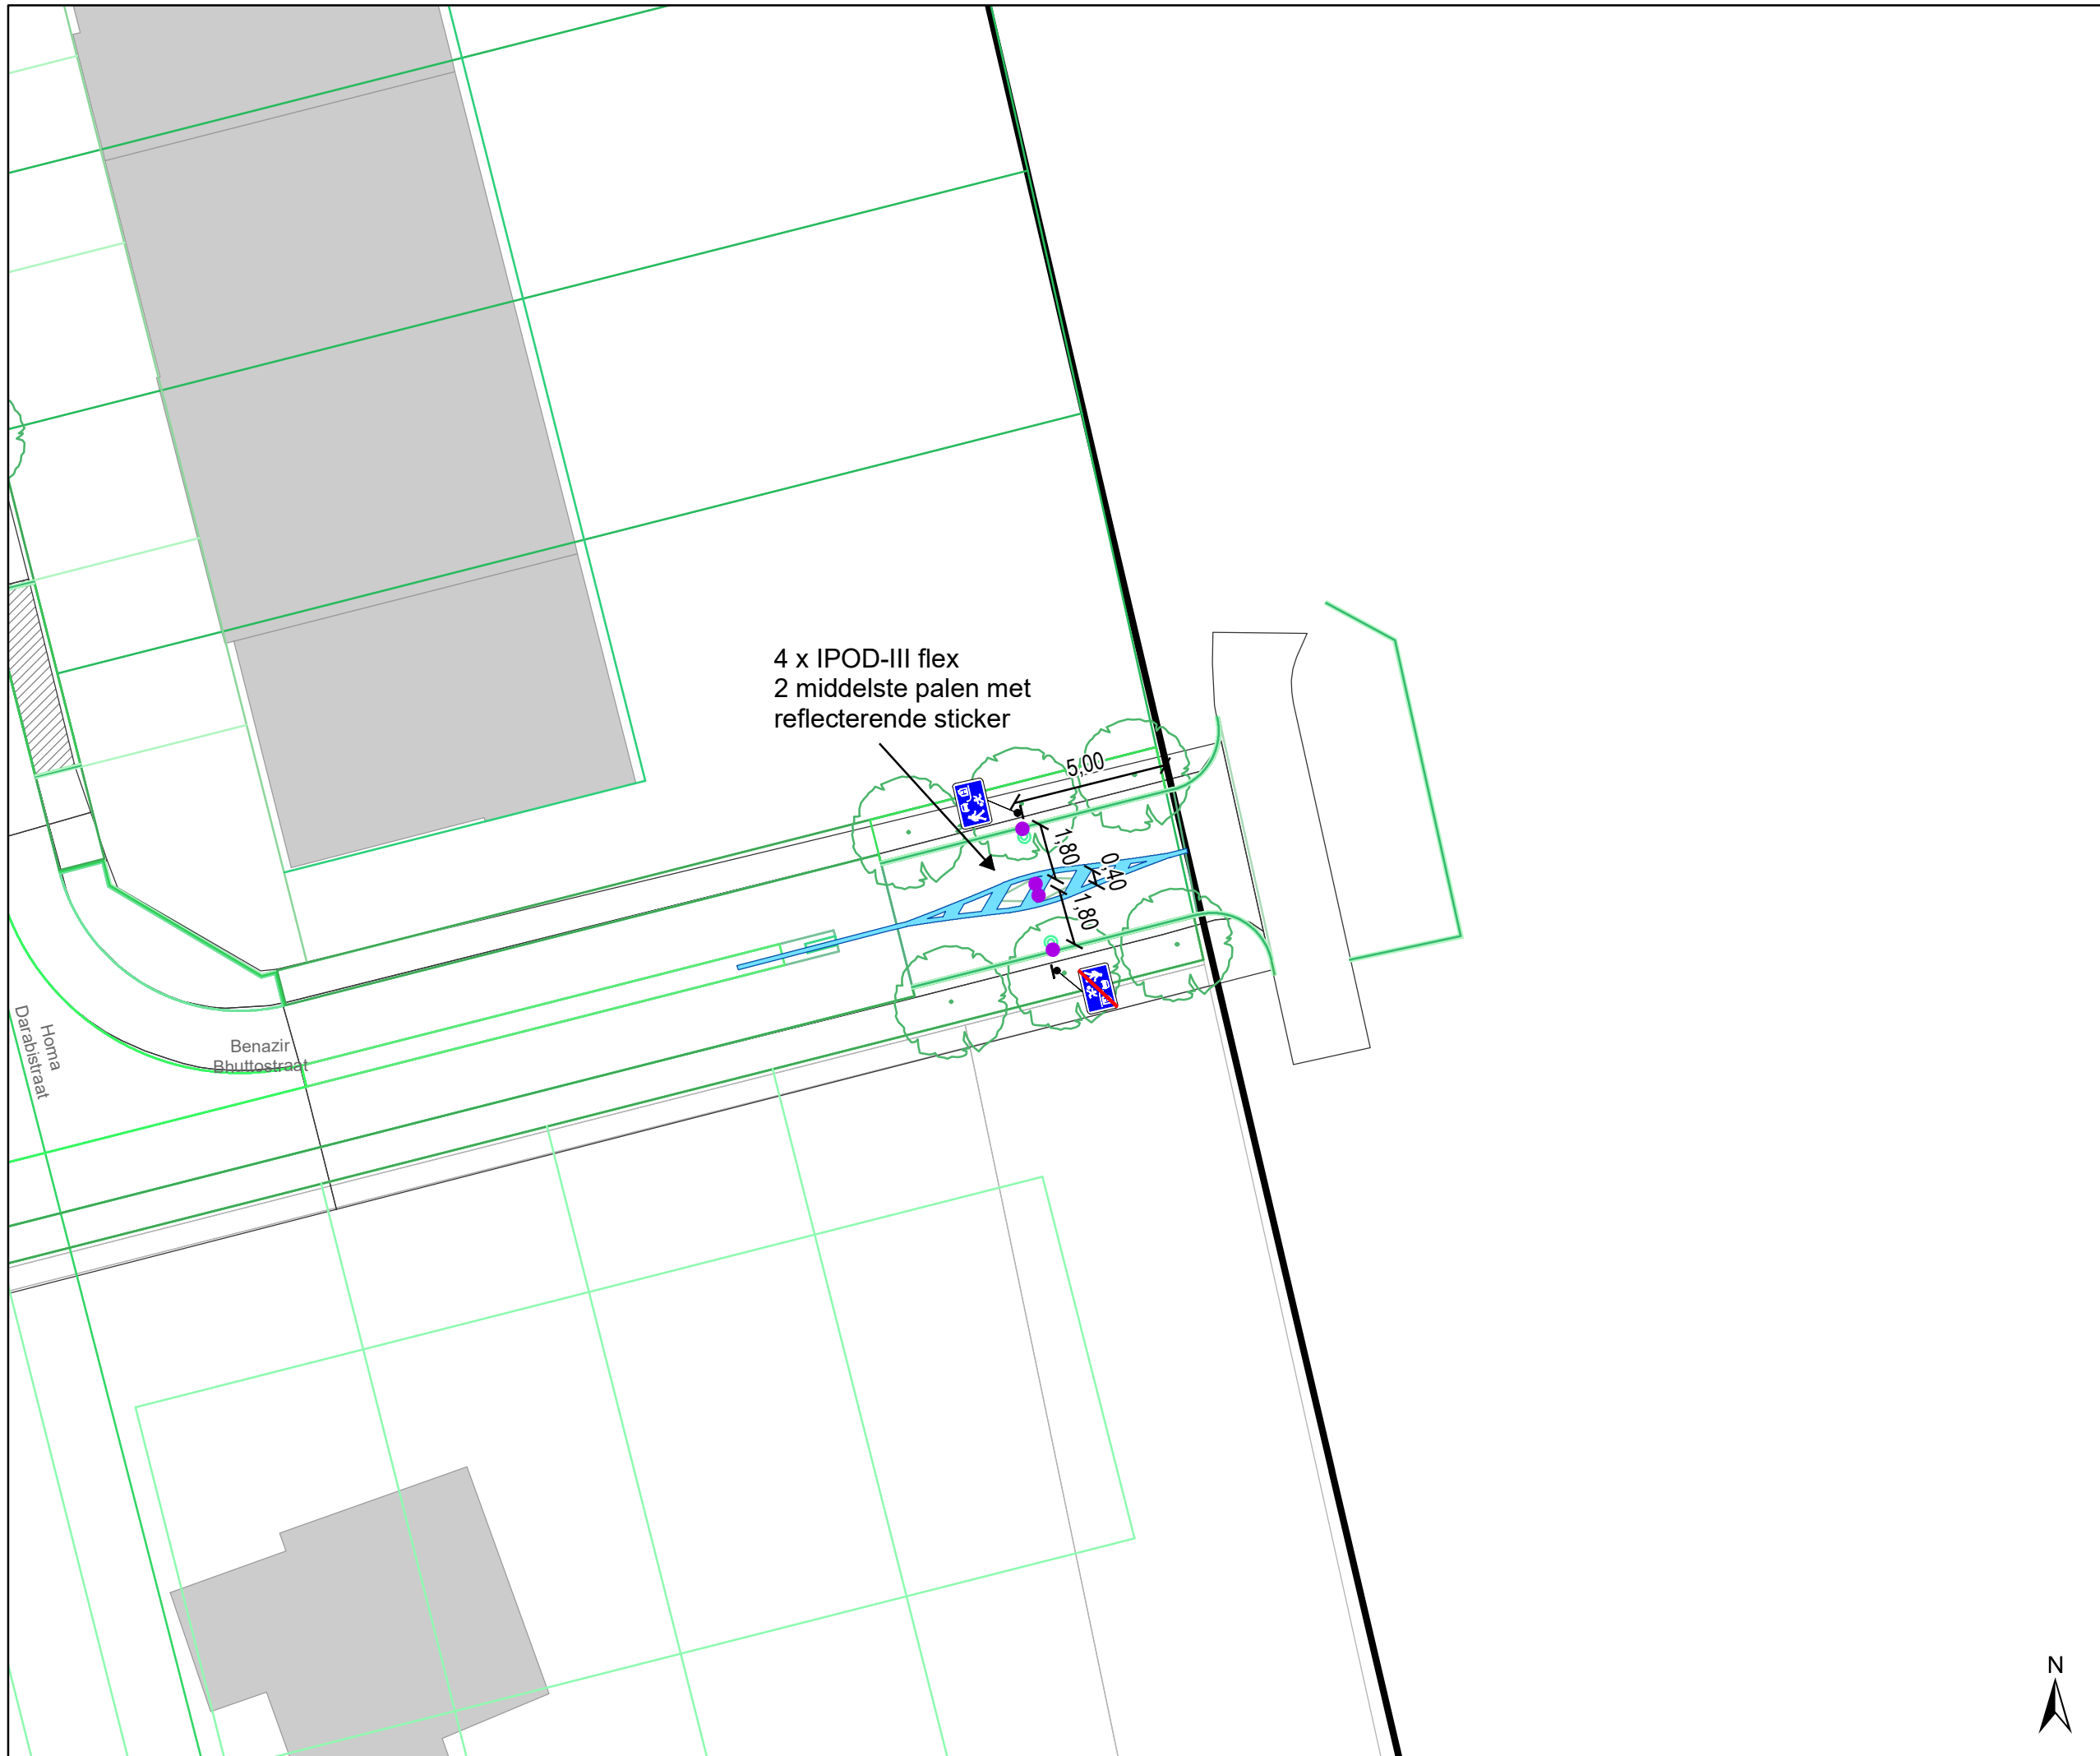 4 x IPOD-III flex
2 middelste palen met
reflecterende sticker
5,00
1,80
0,40
1,80
Homa
Darabistraat
Benazir
Bhuttostraat
N